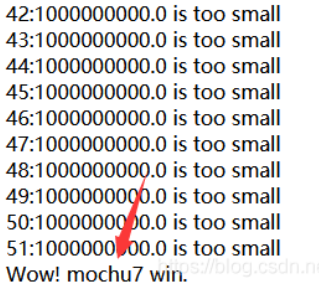 42:1000000000.0 is too small
43:1000000000.0 is too small
44:1000000000.0 is too small
45:1000000000.0 is too small
46:1000000000.0 is too small
47:1000000000.0 is too small
48:1000000000.0 is too small
49:1000000000.0 is too small
50:1000000000.0 is too small
51:1000000000.0 is too small
Wow! mochu7 win.
https://blog.csdn.ne